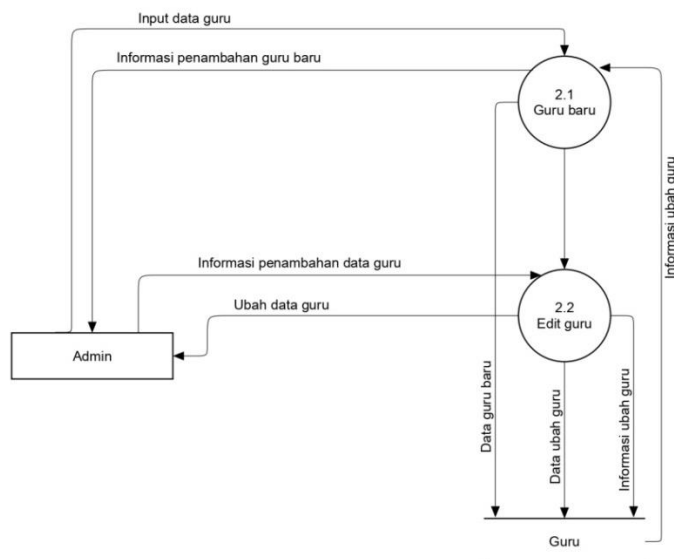 Input data guru
Informasi penambahan guru baru
2.1
Guru baru
Informasi ubah guru
Informasi penambahan data guru
Ubah data guru
2.2
Edit guru
Admin
Data guru baru
Data ubah guru
Informasi ubah guru
Guru